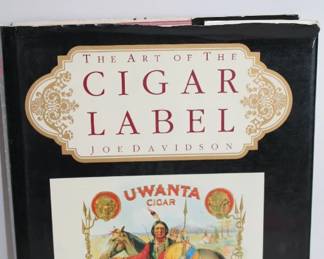 THE ART OF THE
CIGAR
LABEL
JOE DAVIDSON
UWANTA
CIGAR